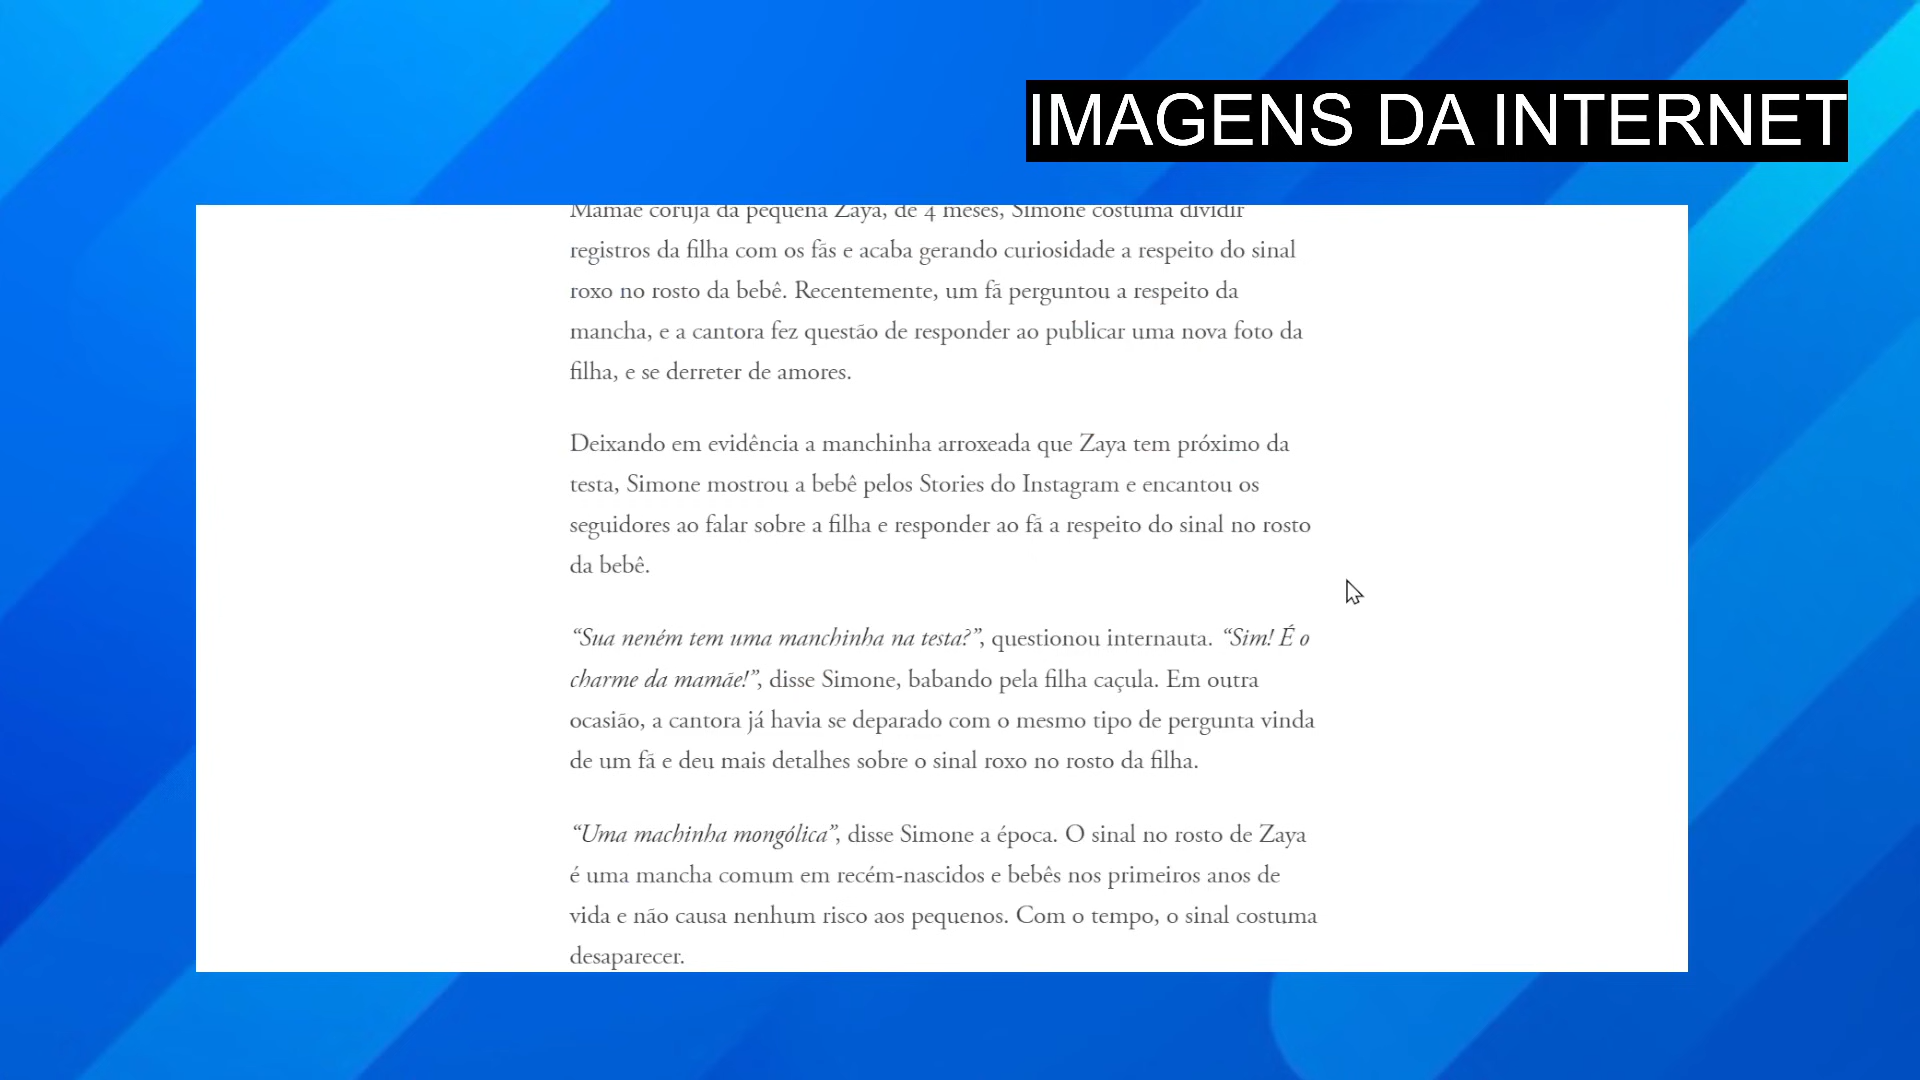 IMAGENS DA INTERNET
Mamãe coruja da pequena Zaya, de 4 meses, Simone costuma dividir
registros da filha com os fãs e acaba gerando curiosidade a respeito do sinal
roxo no rosto da bebê. Recentemente, um fã perguntou a respeito da
mancha, e a cantora fez questão de responder ao publicar uma nova foto da
filha, e se derreter de amores.
Deixando em evidência a manchinha arroxeada que Zaya tem próximo da
testa, Simone mostrou a bebê pelos Stories do Instagram e encantou os
seguidores ao falar sobre a filha e responder ao fã a respeito do sinal no rosto
da bebê.
“Sua neném tem uma manchinha na testa?”, questionou internauta. “Sim! É o
charme da mamãe!”, disse Simone, babando pela filha caçula. Em outra
ocasião, a cantora já havia se deparado com o mesmo tipo de pergunta vinda
de um fã e deu mais detalhes sobre o sinal roxo no rosto da filha.
“Uma machinha mongólica”, disse Simone a época. O sinal no rosto de Zaya
é uma mancha comum em recém-nascidos e bebês nos primeiros anos de
vida e não causa nenhum risco aos pequenos. Com o tempo, o sinal costuma
desaparecer.